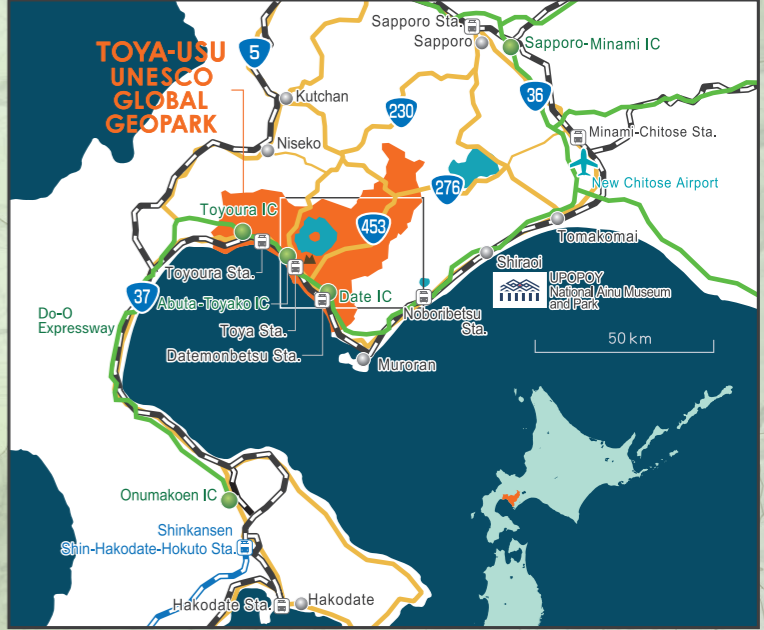 Sapporo Sta.
Sapporo
Sapporo-Minami IC
TOYA-USU
UNESCO
GLOBAL
GEOPARK
5
Kutchan
230
36
Minami-Chitose Sta.
Niseko
276
New Chitose Airport
Toyoura IC
453
Tomakomai
Toyoura Sta.
Shiraoi
UPOPOY
National Ainu Museum
and Park
37
Abuta-Toyako IC
Date IC
Noboribetsu
Sta.
Do-O
Expressway
Toya Sta.
Datemonbetsu Sta.
Muroran
50 km
Onumakoen IC
Shinkansen
Shin-Hakodate-Hokuto Sta.
Hakodate Sta.
Hakodate